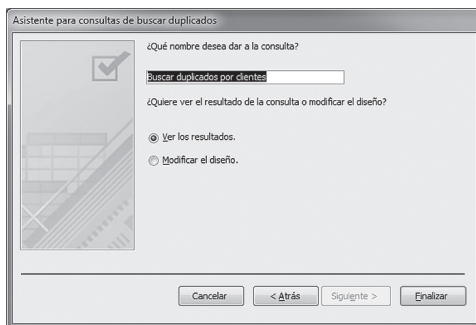 Asistente para consultas de buscar duplicados
¿Qué nombre desea dar a la consulta?
Buscar duplicados por clientes
¿Quiere ver el resultado de la consulta o modificar el diseño?
Ver los resultados.
Modificar el diseño.
Cancelar < Atrás Siguiente > Finalizar